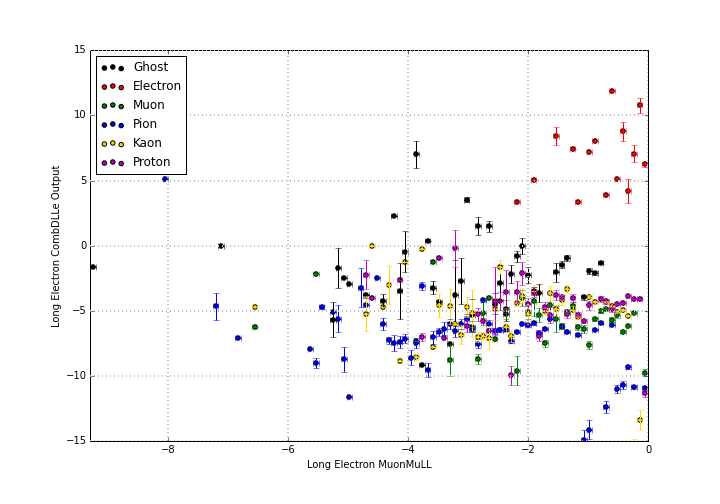 15
10
5
0
−5
−10
−15
Long Electron CombDLLe Output
Ghost
Electron
Muon
Pion
Kaon
Proton
−8
−6
−4
−2
0
Long Electron MuonMuLL